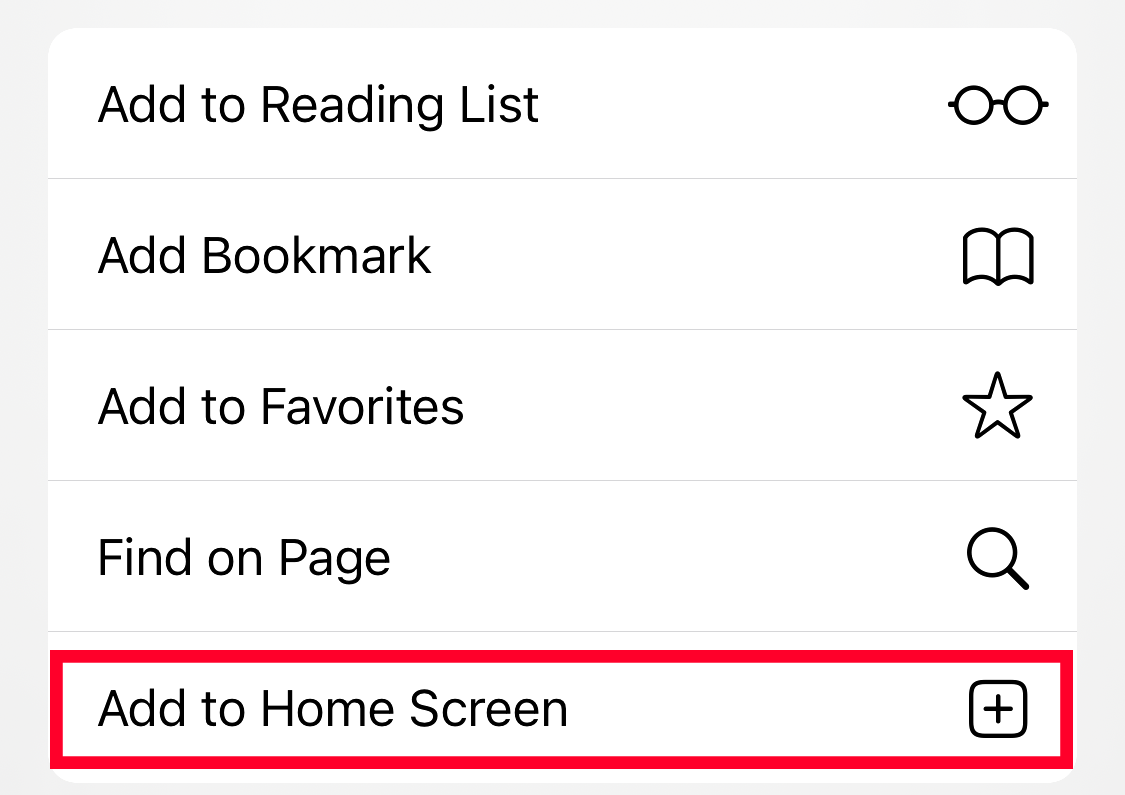 Add to Reading List
Add Bookmark
Add to Favorites
Find on Page
Add to Home Screen